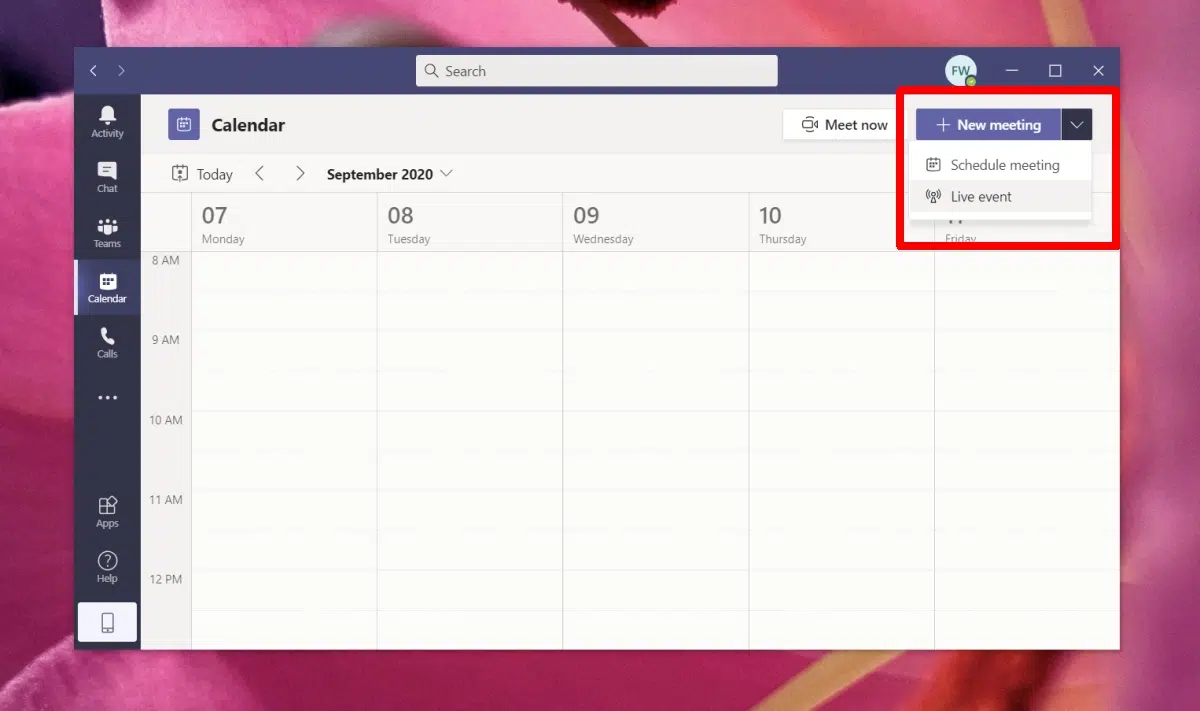 Search
FW
Activity
Chat
Teams
Calendar
Calls
Apps
Help
Calendar
Meet now
New meeting
Schedule meeting
Live event
Today
September 2020
07
Monday
08
Tuesday
09
Wednesday
10
Thursday
Friday
8 AM
9 AM
10 AM
11 AM
12 PM